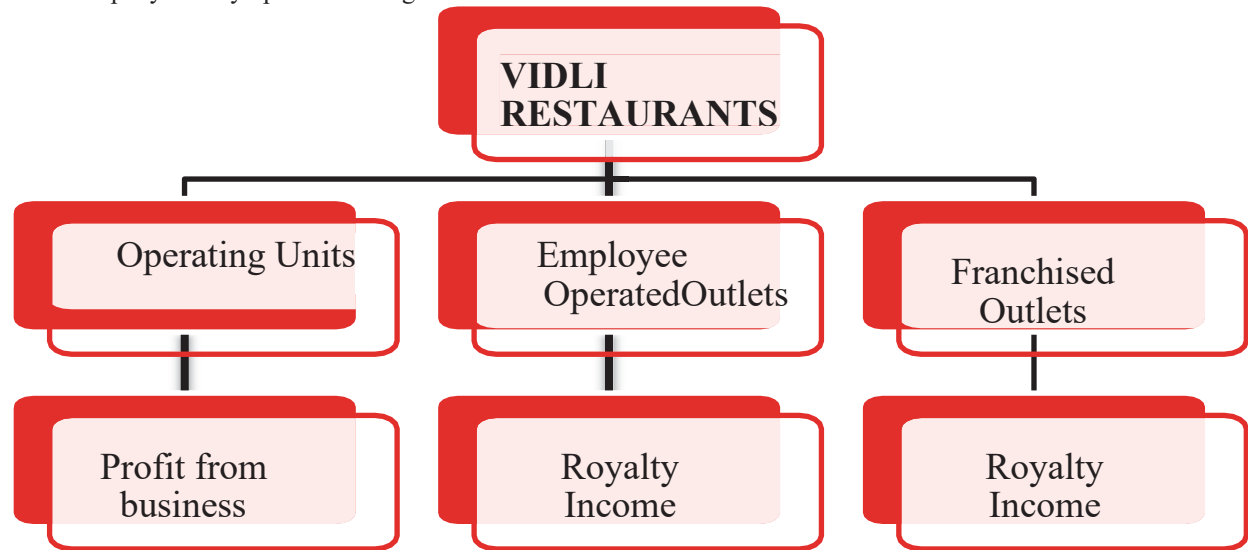 VIDLI
RESTAURANTS
Operating Units
Employee
OperatedOutlets
Franchised
Outlets
Profit from
business
Royalty
Income
Royalty
Income